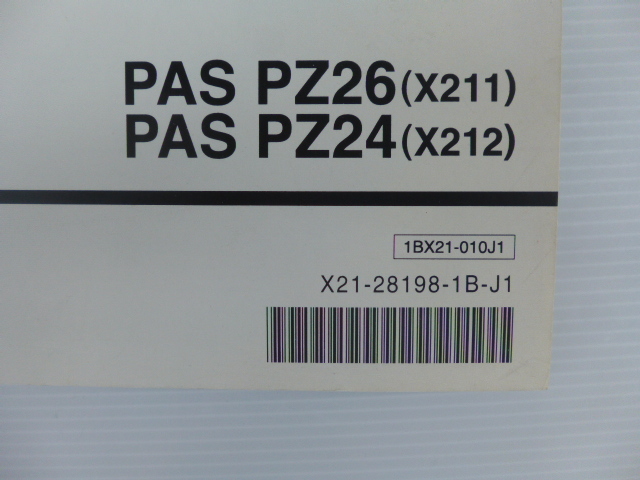 PAS PZ26(X211)
PAS PZ24(X212)
1BX21-010J1
X21-28198-1B-J1